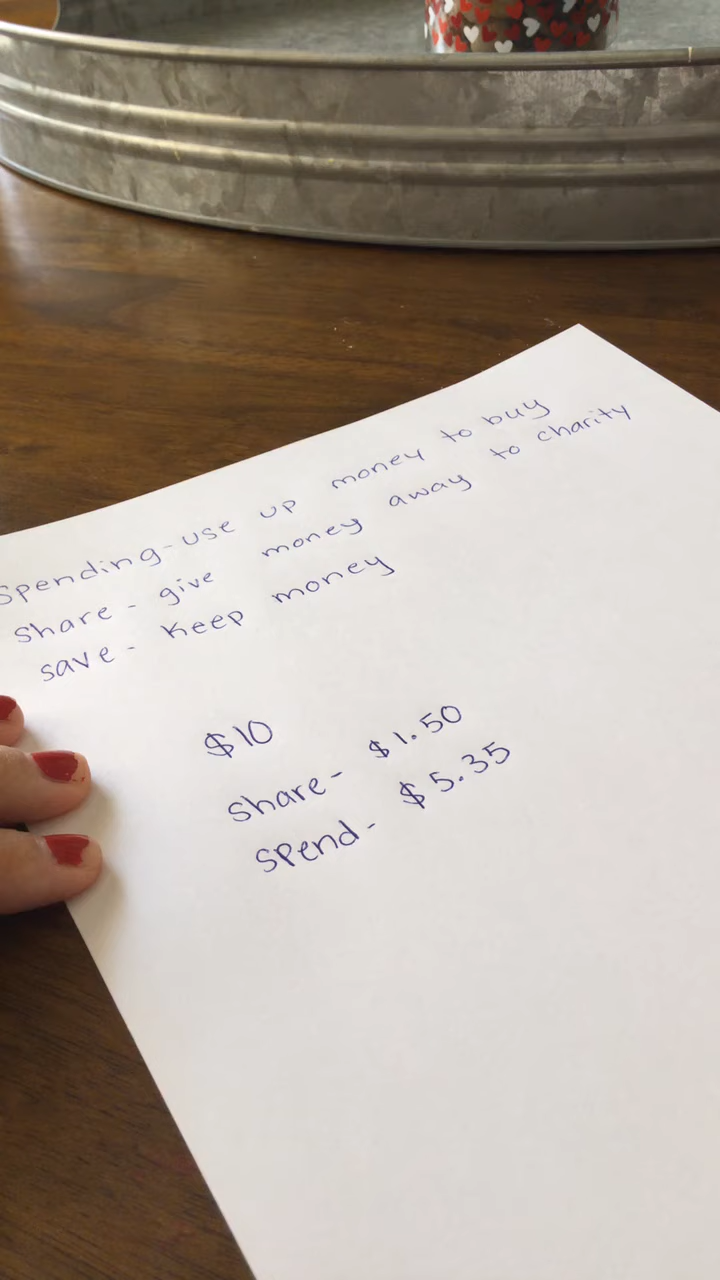 Spending-use up money to buy
share- give money away to charity
save- keep money
$10
share- $1.50
spend- $5.35